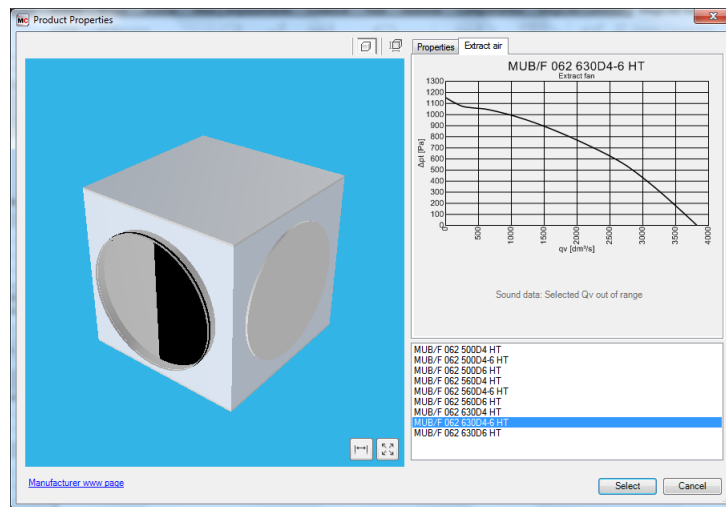 MC Product Properties
Properties
Extract air
MUB/F 062 630D4-6 HT
Extract fan
1300
1200
1100
1000
900
800
700
600
500
400
300
200
100
0
Δpt [Pa]
0
500
1000
1500
2000
2500
3000
3500
4000
qv [dm³/s]
Sound data: Selected Qv out of range
MUB/F 062 500D4 HT
MUB/F 062 500D4-6 HT
MUB/F 062 500D6 HT
MUB/F 062 560D4 HT
MUB/F 062 560D4-6 HT
MUB/F 062 560D6 HT
MUB/F 062 630D4 HT
MUB/F 062 630D4-6 HT
MUB/F 062 630D6 HT
Manufacturer www page
Select
Cancel